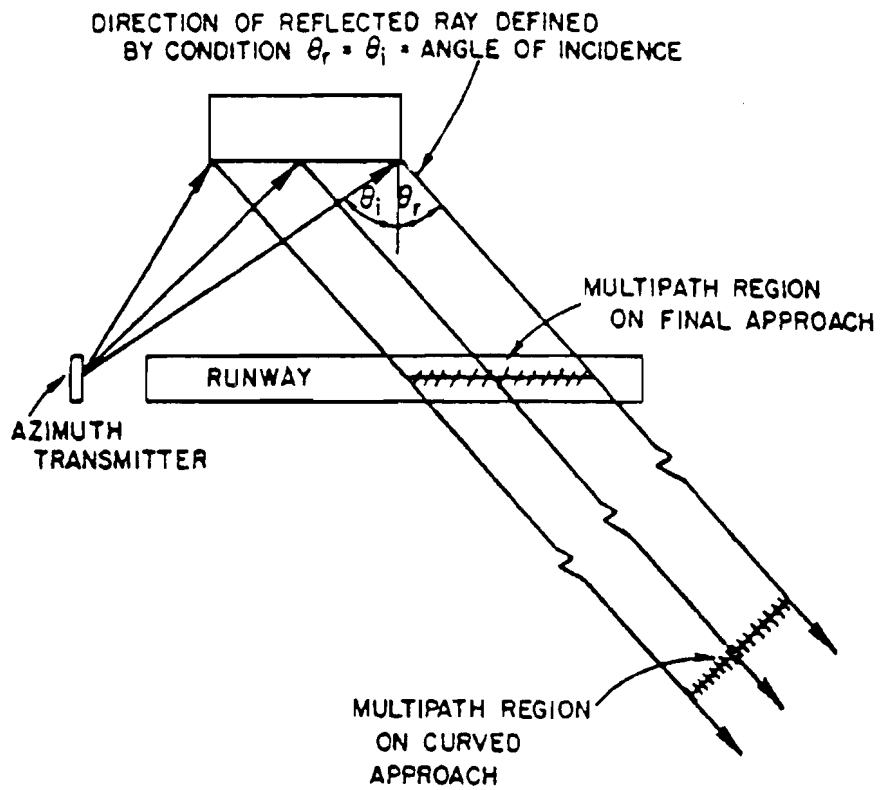 DIRECTION OF REFLECTED RAY DEFINED
BY CONDITION θr = θi = ANGLE OF INCIDENCE
θi
θr
MULTIPATH REGION
ON FINAL APPROACH
RUNWAY
AZIMUTH
TRANSMITTER
MULTIPATH REGION
ON CURVED
APPROACH